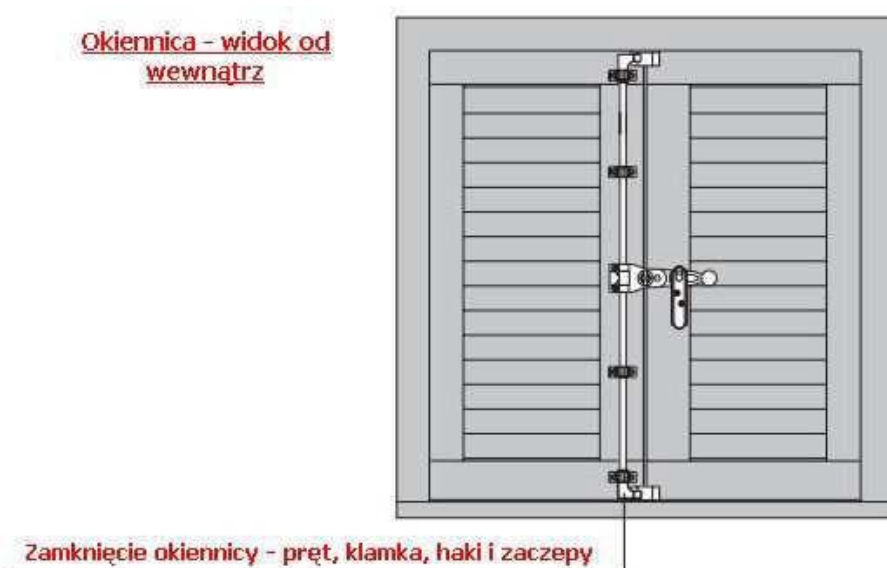 Okiennica - widok od
wewnątrz
Zamknięcie okiennicy - pręt, klamka, haki i zaczepy